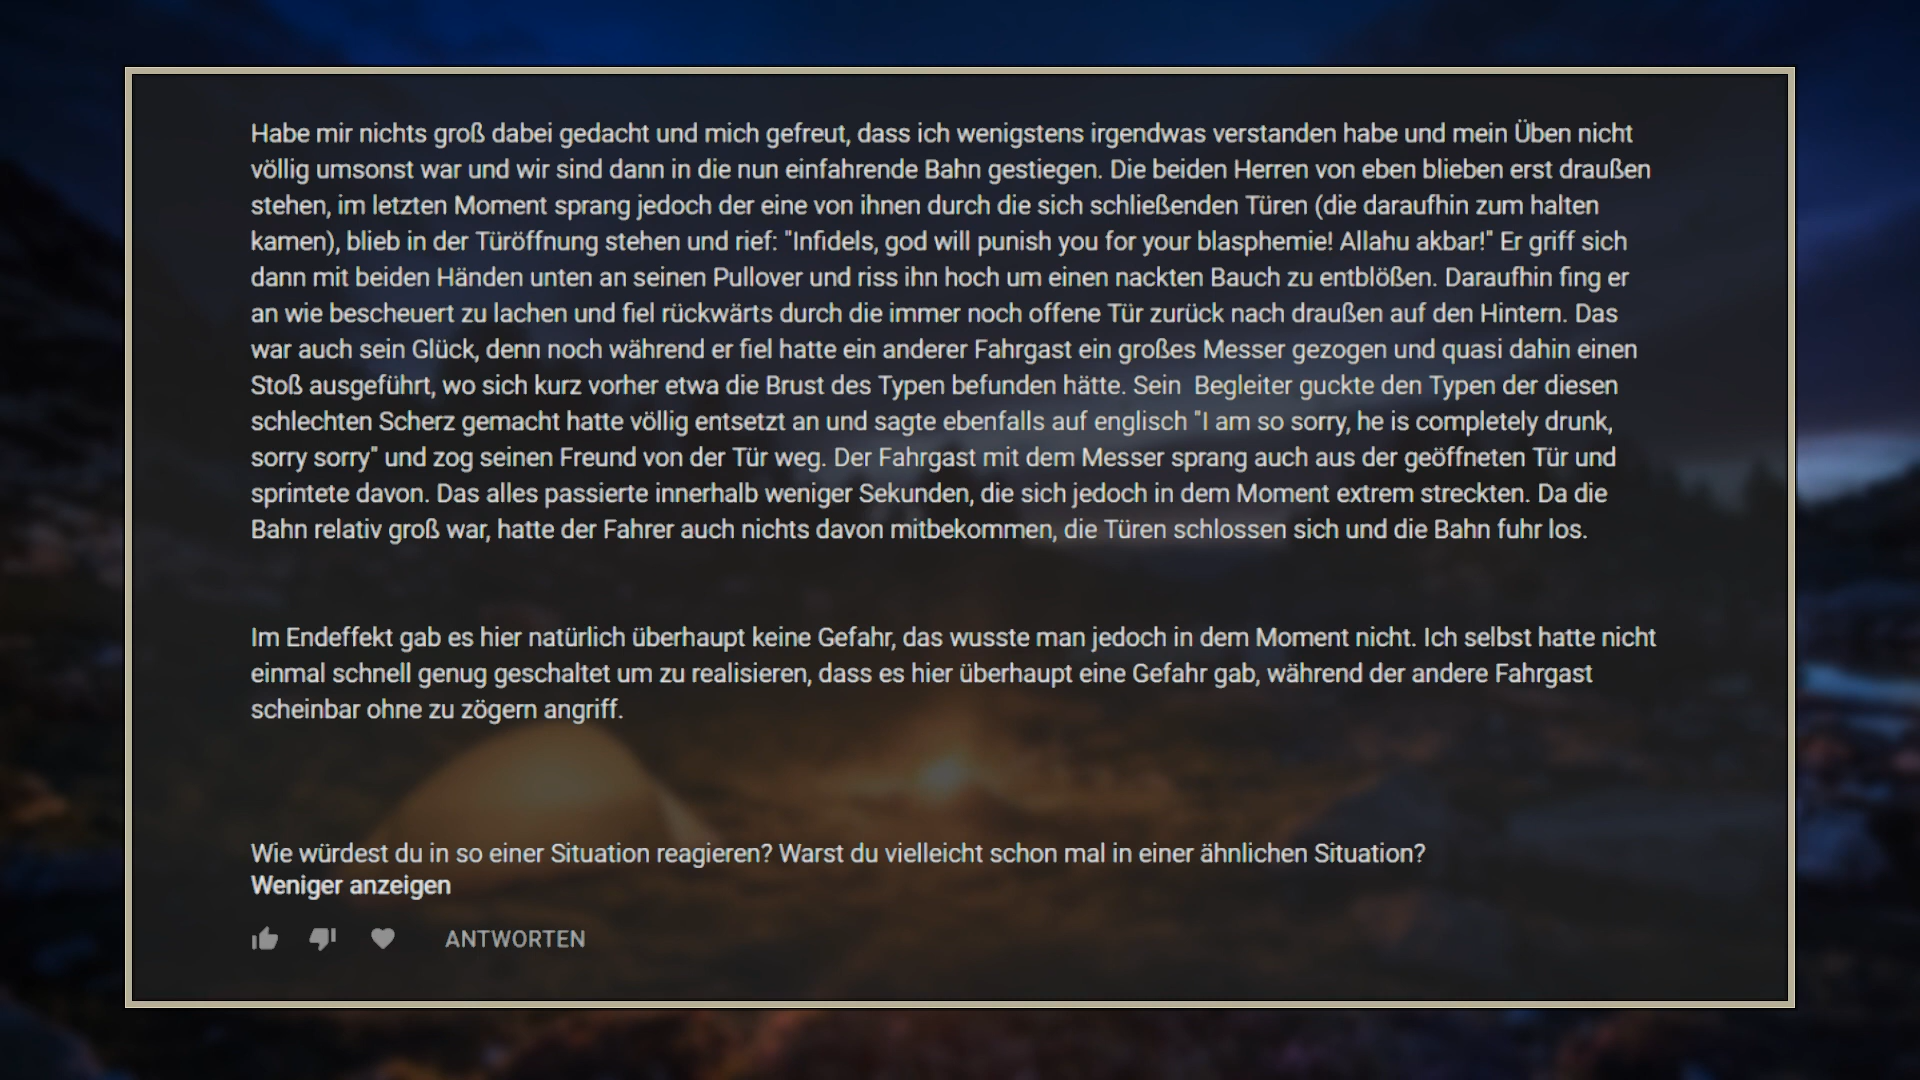 Habe mir nichts groß dabei gedacht und mich gefreut, dass ich wenigstens irgendwas verstanden habe und mein Üben nicht
völlig umsonst war und wir sind dann in die nun einfahrende Bahn gestiegen. Die beiden Herren von eben blieben erst draußen
stehen, im letzten Moment sprang jedoch der eine von ihnen durch die sich schließenden Türen (die daraufhin zum halten
kamen), blieb in der Türöffnung stehen und rief: "Infidels, god will punish you for your blasphemie! Allahu akbar!" Er griff sich
dann mit beiden Händen unten an seinen Pullover und riss ihn hoch um einen nackten Bauch zu entblößen. Daraufhin fing er
an wie bescheuert zu lachen und fiel rückwärts durch die immer noch offene Tür zurück nach draußen auf den Hintern. Das
war auch sein Glück, denn noch während er fiel hatte ein anderer Fahrgast ein großes Messer gezogen und quasi dahin einen
Stoß ausgeführt, wo sich kurz vorher etwa die Brust des Typen befunden hätte. Sein  Begleiter guckte den Typen der diesen
schlechten Scherz gemacht hatte völlig entsetzt an und sagte ebenfalls auf englisch "I am so sorry, he is completely drunk,
sorry sorry" und zog seinen Freund von der Tür weg. Der Fahrgast mit dem Messer sprang auch aus der geöffneten Tür und
sprintete davon. Das alles passierte innerhalb weniger Sekunden, die sich jedoch in dem Moment extrem streckten. Da die
Bahn relativ groß war, hatte der Fahrer auch nichts davon mitbekommen, die Türen schlossen sich und die Bahn fuhr los.
Im Endeffekt gab es hier natürlich überhaupt keine Gefahr, das wusste man jedoch in dem Moment nicht. Ich selbst hatte nicht
einmal schnell genug geschaltet um zu realisieren, dass es hier überhaupt eine Gefahr gab, während der andere Fahrgast
scheinbar ohne zu zögern angriff.
Wie würdest du in so einer Situation reagieren? Warst du vielleicht schon mal in einer ähnlichen Situation?
Weniger anzeigen
ANTWORTEN